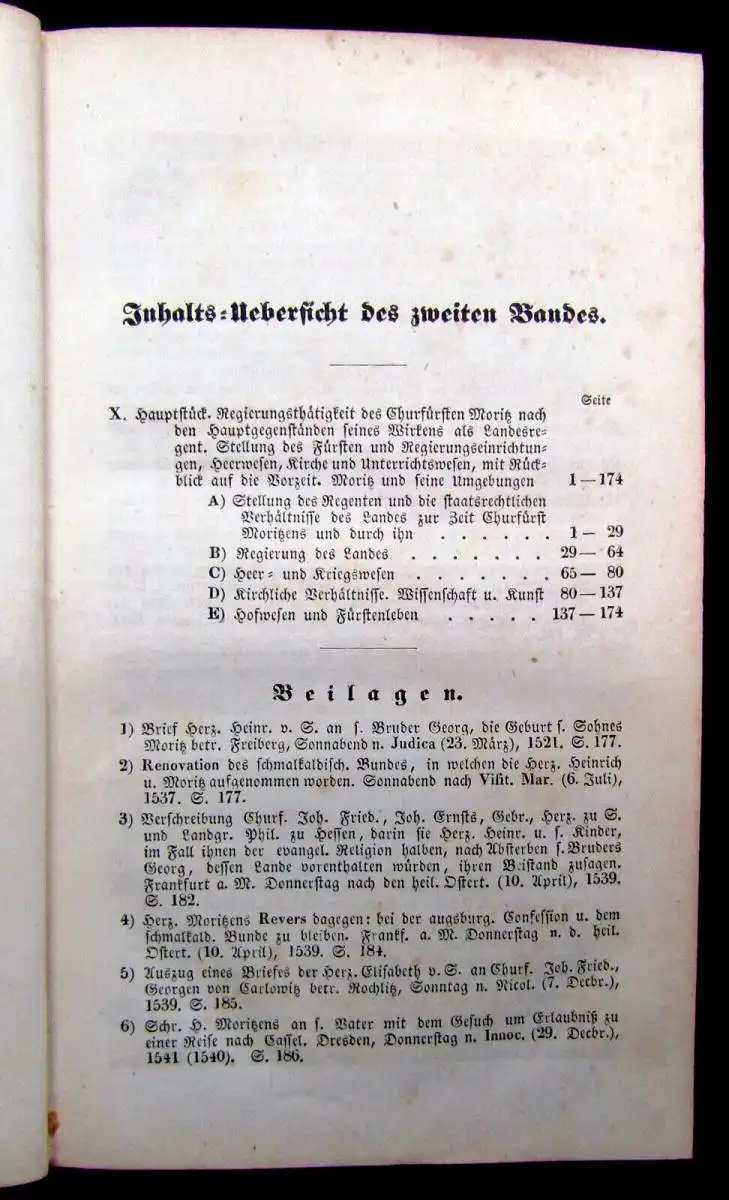 Inhalts-Uebersicht des zweiten Bandes.
Seite
X. Hauptstück. Regierungsthätigkeit des Churfürsten Moritz nach
den Hauptgegenständen seines Wirkens als Landesre-
gent. Stellung des Fürsten und Regierungseinrichtun-
gen, Heerwesen, Kirche und Unterrichtswesen, mit Rück-
blick auf die Vorzeit. Moritz und seine Umgebungen 1—174
A) Stellung des Regenten und die staatsrechtlichen
Verhältnisse des Landes zur Zeit Churfürst
Moritzens und durch ihn . . . . . . 1— 29
B) Regierung des Landes . . . . . . . 29— 64
C) Heer- und Kriegswesen . . . . . . . 65— 80
D) Kirchliche Verhältnisse. Wissenschaft u. Kunst 80—137
E) Hofwesen und Fürstenleben . . . . . 137—174
Beilagen.
1) Brief Herz. Heinr. v. S. an s. Bruder Georg, die Geburt s. Sohnes
Moritz betr. Freiberg, Sonnabend n. Judica (23. März), 1521. S. 177.
2) Renovation des schmalkaldisch. Bundes, in welchen die Herz. Heinrich
u. Moritz aufgenommen worden. Sonnabend nach Visit. Mar. (6. Juli),
1537. S. 177.
3) Verschreibung Churf. Joh. Fried., Joh. Ernsts, Gebr., Herz. zu S.
und Landgr. Phil. zu Hessen, darin sie Herz. Heinr. u. s. Kinder,
im Fall ihnen der evangel. Religion halben, nach Absterben s. Bruders
Georg, dessen Lande vorenthalten würden, ihren Beistand zusagen.
Frankfurt a. M. Donnerstag nach den heil. Ostert. (10. April), 1539.
S. 182.
4) Herz. Moritzens Revers dagegen: bei der augsburg. Confession u. dem
schmalkald. Bunde zu bleiben. Frankf. a. M. Donnerstag n. d. heil.
Ostert. (10. April), 1539. S. 184.
5) Auszug eines Briefes der Herz. Elisabeth v. S. an Churf. Joh. Fried.,
Georgen von Carlowitz betr. Rochlitz, Sonntag n. Nicol. (7. Decbr.),
1539. S. 185.
6) Schr. H. Moritzens an s. Vater mit dem Gesuch um Erlaubniß zu
einer Reise nach Cassel. Dresden, Donnerstag n. Innoc. (29. Decbr.),
1541 (1540). S. 186.